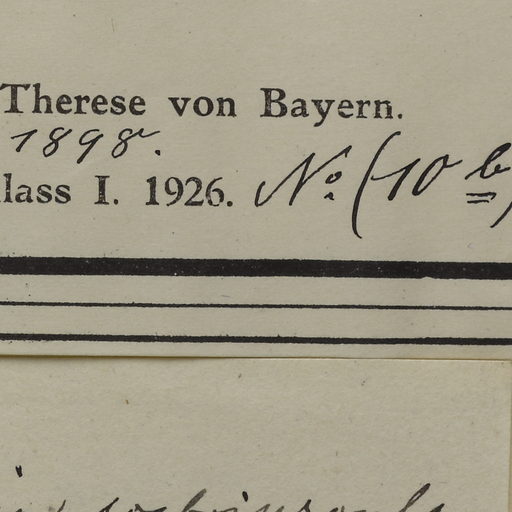 Therese von Bayern.
1898.
lass I. 1926. No. (10 b